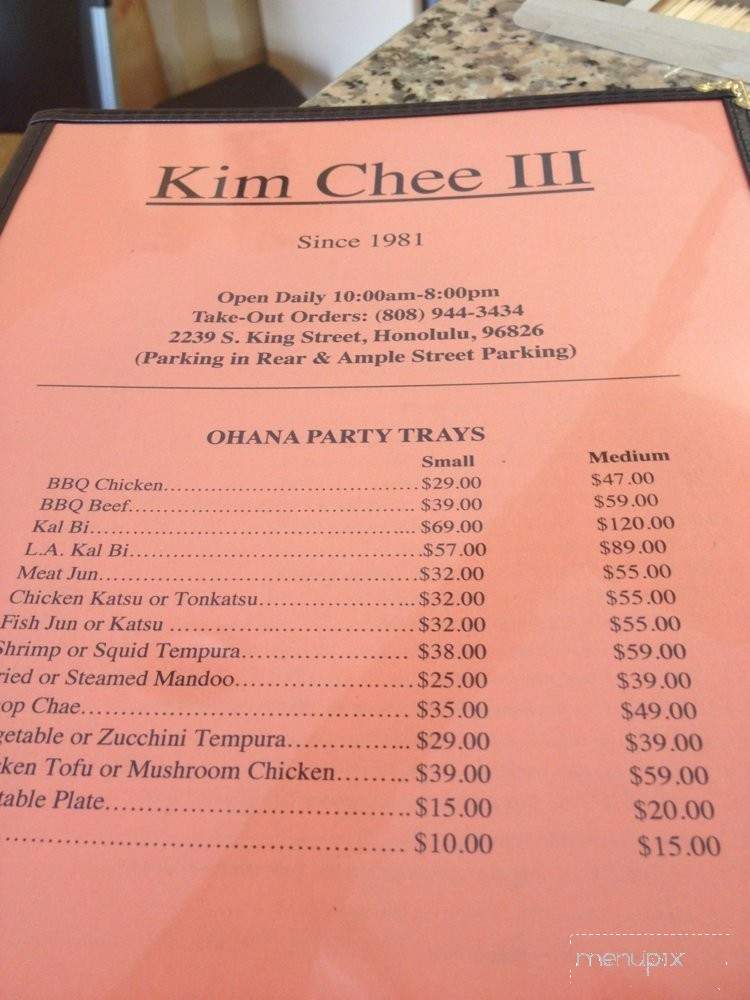 Kim Chee III
Since 1981
Open Daily 10:00am-8:00pm
Take-Out Orders: (808) 944-3434
2239 S. King Street, Honolulu, 96826
(Parking in Rear & Ample Street Parking)
OHANA PARTY TRAYS
Small Medium
BBQ Chicken $29.00 $47.00
BBQ Beef $39.00 $59.00
Kal Bi $69.00 $120.00
L.A. Kal Bi $57.00 $89.00
Meat Jun $32.00 $55.00
Chicken Katsu or Tonkatsu $32.00 $55.00
Fish Jun or Katsu $32.00 $55.00
Shrimp or Squid Tempura $38.00 $59.00
ried or Steamed Mandoo $25.00 $39.00
op Chae $35.00 $49.00
getable or Zucchini Tempura $29.00 $39.00
ken Tofu or Mushroom Chicken $39.00 $59.00
table Plate $15.00 $20.00
$10.00 $15.00
menupix